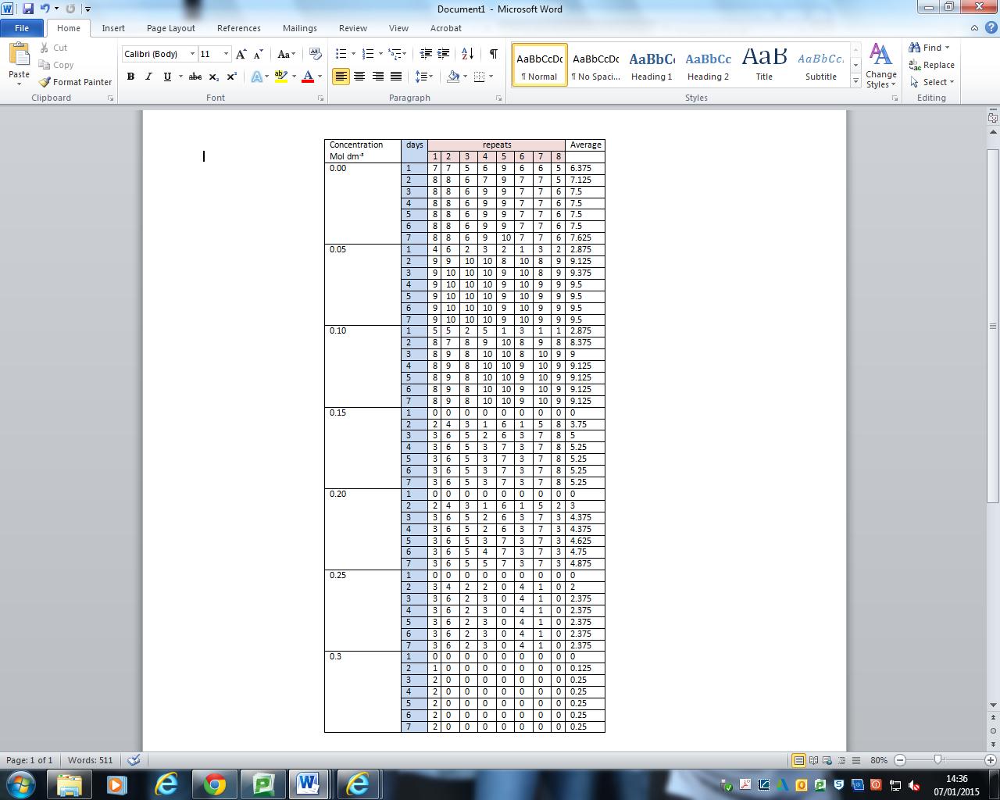 Document1 - Microsoft Word
File Home Insert Page Layout References Mailings Review View Acrobat
Paste
Cut
Copy
Format Painter
Clipboard
Calibri (Body) 11
Font
Paragraph
AaBbCcDc AaBbCcDc AaBbCc AaBbCc AaB AaBbCcI
¶ Normal ¶ No Spaci... Heading 1 Heading 2 Title Subtitle
Change Styles
Styles
Find
Replace
Select
Editing
Concentration days repeats Average
Mol dm-3 1 2 3 4 5 6 7 8
0.00 1 7 7 5 6 9 6 6 5 6.375
2 8 8 6 7 9 7 7 5 7.125
3 8 8 6 9 9 7 7 6 7.5
4 8 8 6 9 9 7 7 6 7.5
5 8 8 6 9 9 7 7 6 7.5
6 8 8 6 9 9 7 7 6 7.5
7 8 8 6 9 10 7 7 6 7.625
0.05 1 4 6 2 3 2 1 3 2 2.875
2 9 9 10 10 8 10 8 9 9.125
3 9 10 10 10 9 10 8 9 9.375
4 9 10 10 10 9 10 9 9 9.5
5 9 10 10 10 9 10 9 9 9.5
6 9 10 10 10 9 10 9 9 9.5
7 9 10 10 10 9 10 9 9 9.5
0.10 1 5 5 2 5 1 3 1 1 2.875
2 8 7 8 9 10 8 9 8 8.375
3 8 9 8 10 10 8 10 9 9
4 8 9 8 10 10 9 10 9 9.125
5 8 9 8 10 10 9 10 9 9.125
6 8 9 8 10 10 9 10 9 9.125
7 8 9 8 10 10 9 10 9 9.125
0.15 1 0 0 0 0 0 0 0 0 0
2 2 4 3 1 6 1 5 8 3.75
3 3 6 5 2 6 3 7 8 5
4 3 6 5 3 7 3 7 8 5.25
5 3 6 5 3 7 3 7 8 5.25
6 3 6 5 3 7 3 7 8 5.25
7 3 6 5 3 7 3 7 8 5.25
0.20 1 0 0 0 0 0 0 0 0 0
2 2 4 3 1 6 1 5 2 3
3 3 6 5 2 6 3 7 3 4.375
4 3 6 5 2 6 3 7 3 4.375
5 3 6 5 3 7 3 7 3 4.625
6 3 6 5 4 7 3 7 3 4.75
7 3 6 5 5 7 3 7 3 4.875
0.25 1 0 0 0 0 0 0 0 0 0
2 3 4 2 2 0 4 1 0 2
3 3 6 2 3 0 4 1 0 2.375
4 3 6 2 3 0 4 1 0 2.375
5 3 6 2 3 0 4 1 0 2.375
6 3 6 2 3 0 4 1 0 2.375
7 3 6 2 3 0 4 1 0 2.375
0.3 1 0 0 0 0 0 0 0 0 0
2 1 0 0 0 0 0 0 0 0.125
3 2 0 0 0 0 0 0 0 0.25
4 2 0 0 0 0 0 0 0 0.25
5 2 0 0 0 0 0 0 0 0.25
6 2 0 0 0 0 0 0 0 0.25
7 2 0 0 0 0 0 0 0 0.25
Page: 1 of 1 Words: 511 80%
14:36
07/01/2015